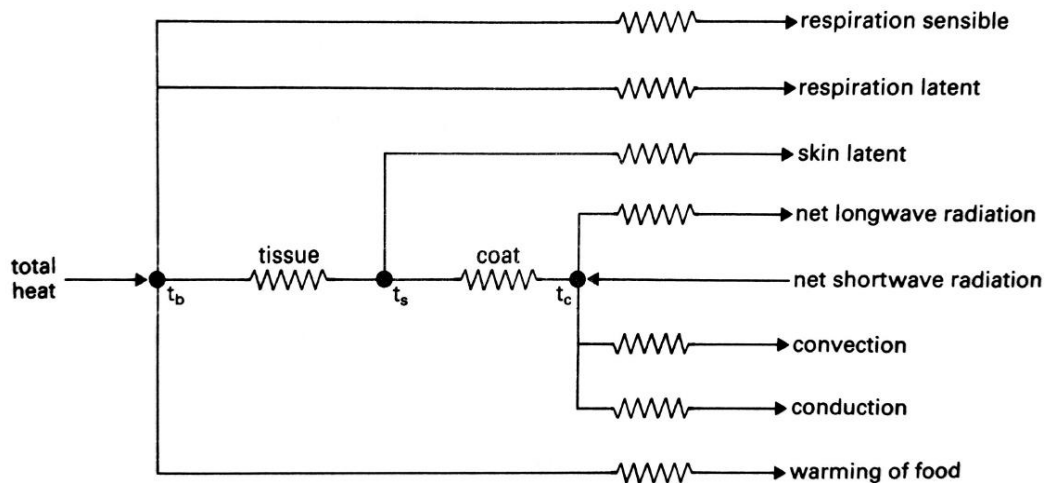 respiration sensible
respiration latent
skin latent
net longwave radiation
tissue
coat
total
heat
t_b
t_s
t_c
net shortwave radiation
convection
conduction
warming of food